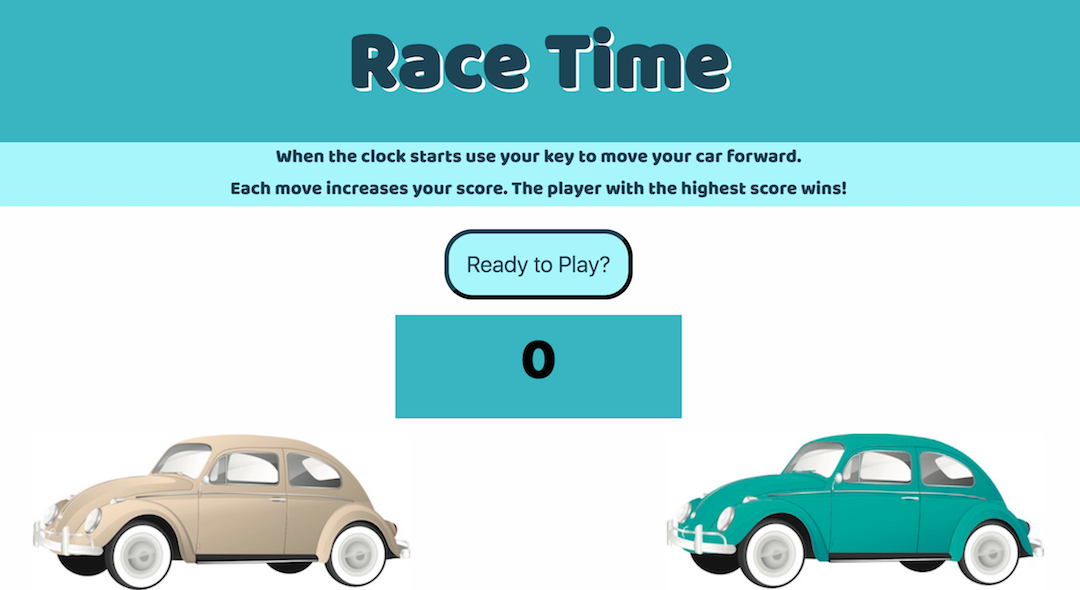 Race Time
When the clock starts use your key to move your car forward.
Each move increases your score. The player with the highest score wins!
Ready to Play?
0